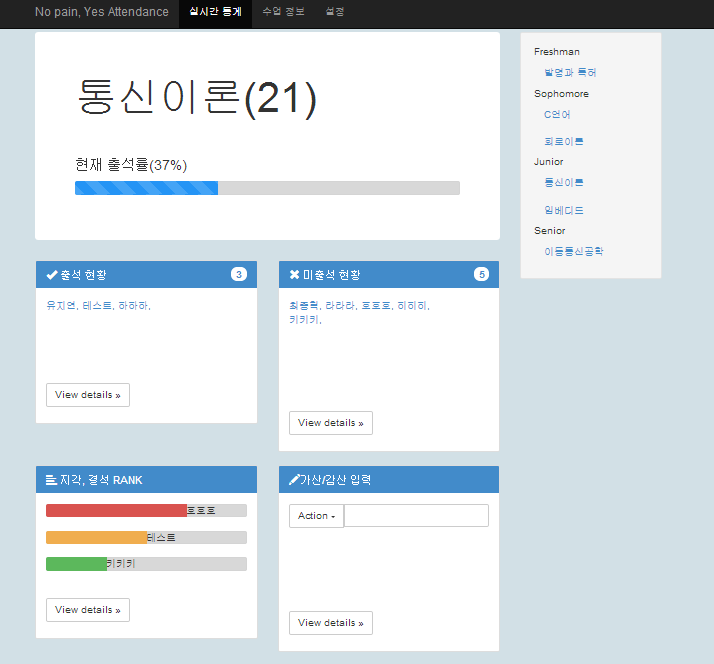 No pain, Yes Attendance 실시간 통계 수업 정보 설정
통신이론(21)
현재 출석률(37%)
Freshman
발명과 특허
Sophomore
C언어
회로이론
Junior
통신이론
임베디드
Senior
이동통신공학
출석 현황 3
유지연, 테스트, 하하하,
View details »
미출석 현황 5
최종혁, 라라라, 호호호, 히히히,
키키키,
View details »
지각, 결석 RANK
호호호
테스트
키키키
View details »
가산/감산 입력
Action
View details »